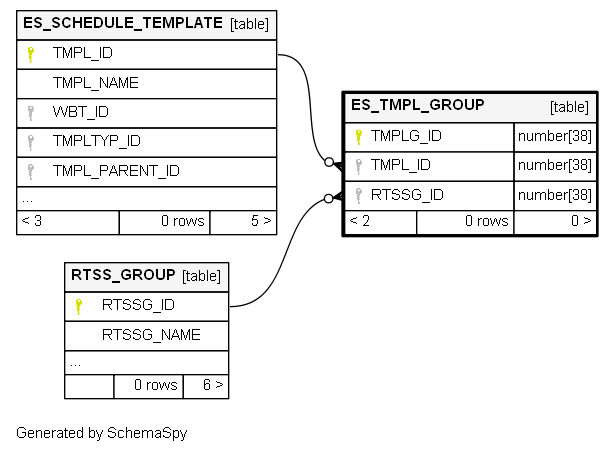 ES_SCHEDULE_TEMPLATE [table]
TMPL_ID
TMPL_NAME
WBT_ID
TMPLTYP_ID
TMPL_PARENT_ID
...
< 3 0 rows 5 >
ES_TMPL_GROUP [table]
TMPLG_ID number[38]
TMPL_ID number[38]
RTSSG_ID number[38]
< 2 0 rows 0 >
RTSS_GROUP [table]
RTSSG_ID
RTSSG_NAME
...
0 rows 6 >
Generated by SchemaSpy